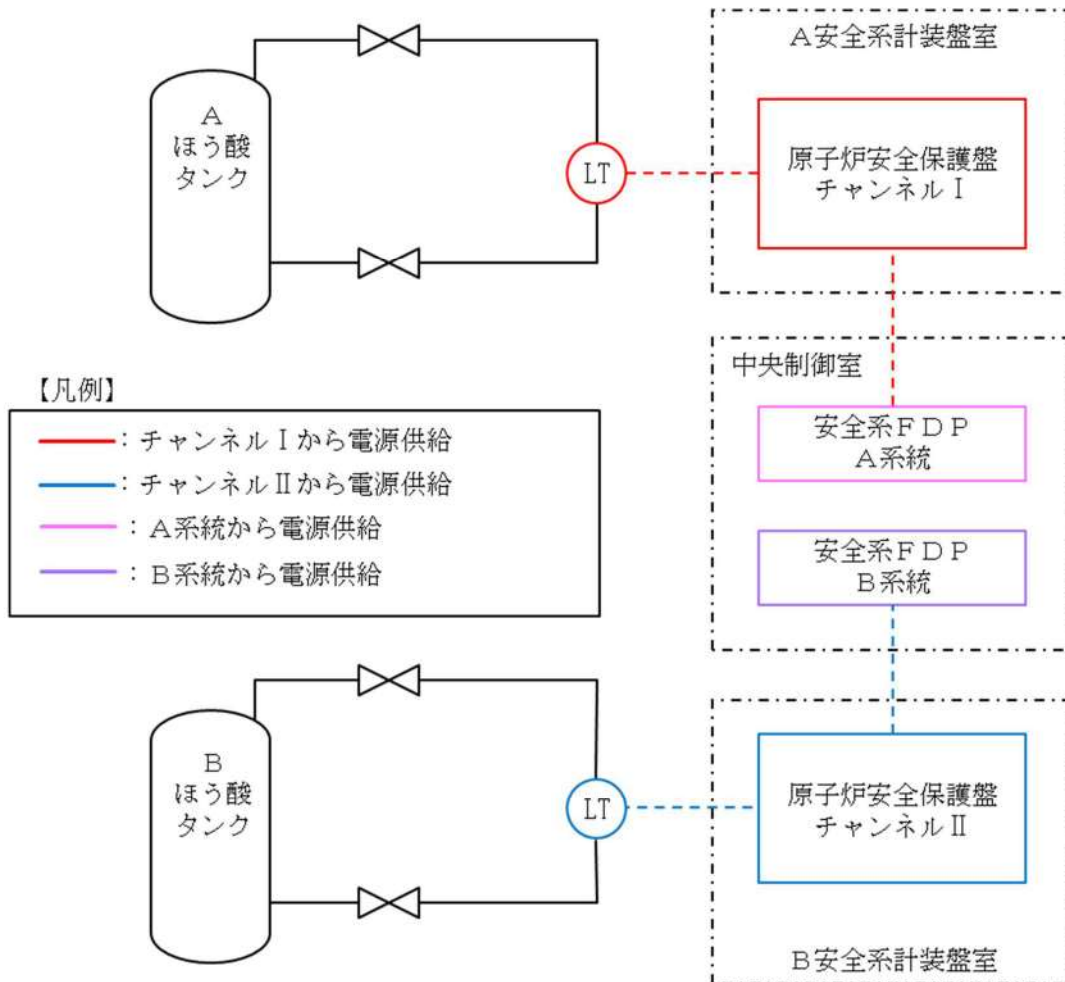 A安全系計装盤室
A
ほう酸
タンク
LT
原子炉安全保護盤
チャンネルⅠ
中央制御室
安全系FDP
A系統
安全系FDP
B系統
【凡例】
：チャンネルⅠから電源供給
：チャンネルⅡから電源供給
：A系統から電源供給
：B系統から電源供給
B
ほう酸
タンク
LT
原子炉安全保護盤
チャンネルⅡ
B安全系計装盤室